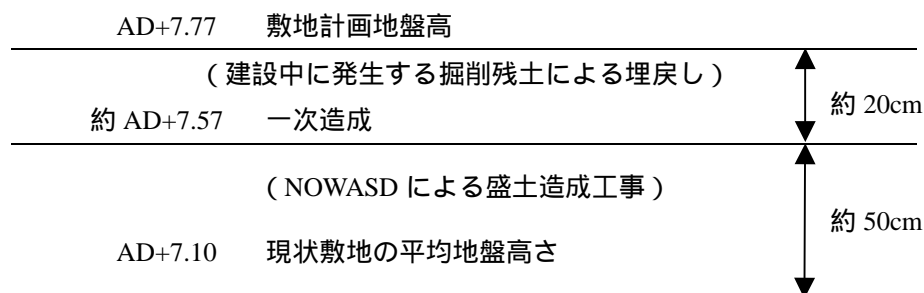 AD+7.77 敷地計画地盤高
(建設中に発生する掘削残土による埋戻し)
約 20cm
約 AD+7.57 一次造成
(NOWASD による盛土造成工事)
約 50cm
AD+7.10 現状敷地の平均地盤高さ